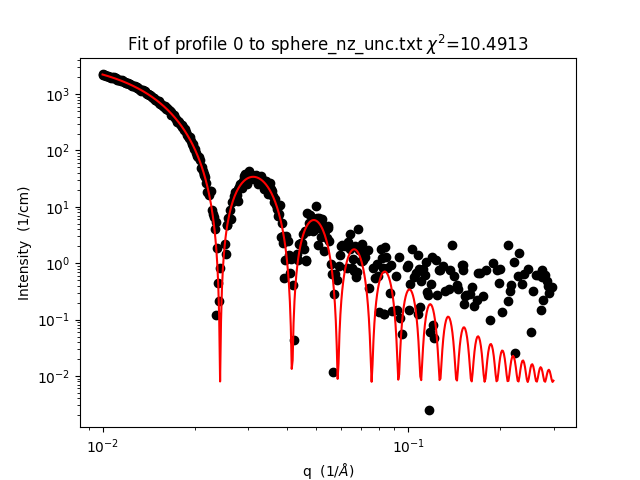 Fit of profile 0 to sphere_nz_unc.txt χ²=10.4913
Intensity (1/cm)
10³
10²
10¹
10⁰
10⁻¹
10⁻²
10⁻²
10⁻¹
q (1/Å)